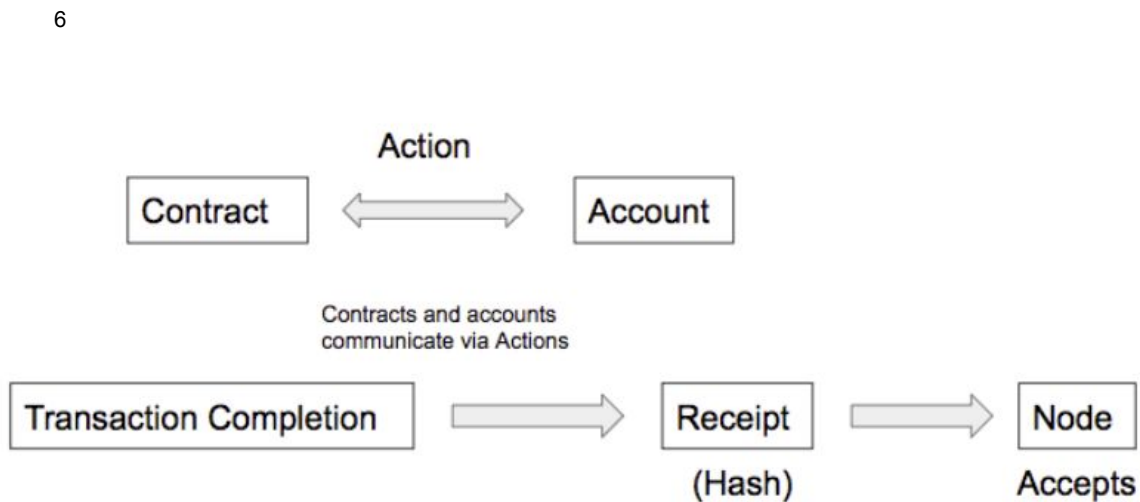 6
Action
Contract
Account
Contracts and accounts
communicate via Actions
Transaction Completion
Receipt
Node
(Hash)
Accepts